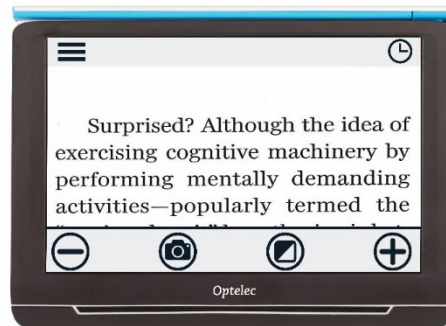 Surprised? Although the idea of
exercising cognitive machinery by
performing mentally demanding
activities—popularly termed the
Optelec